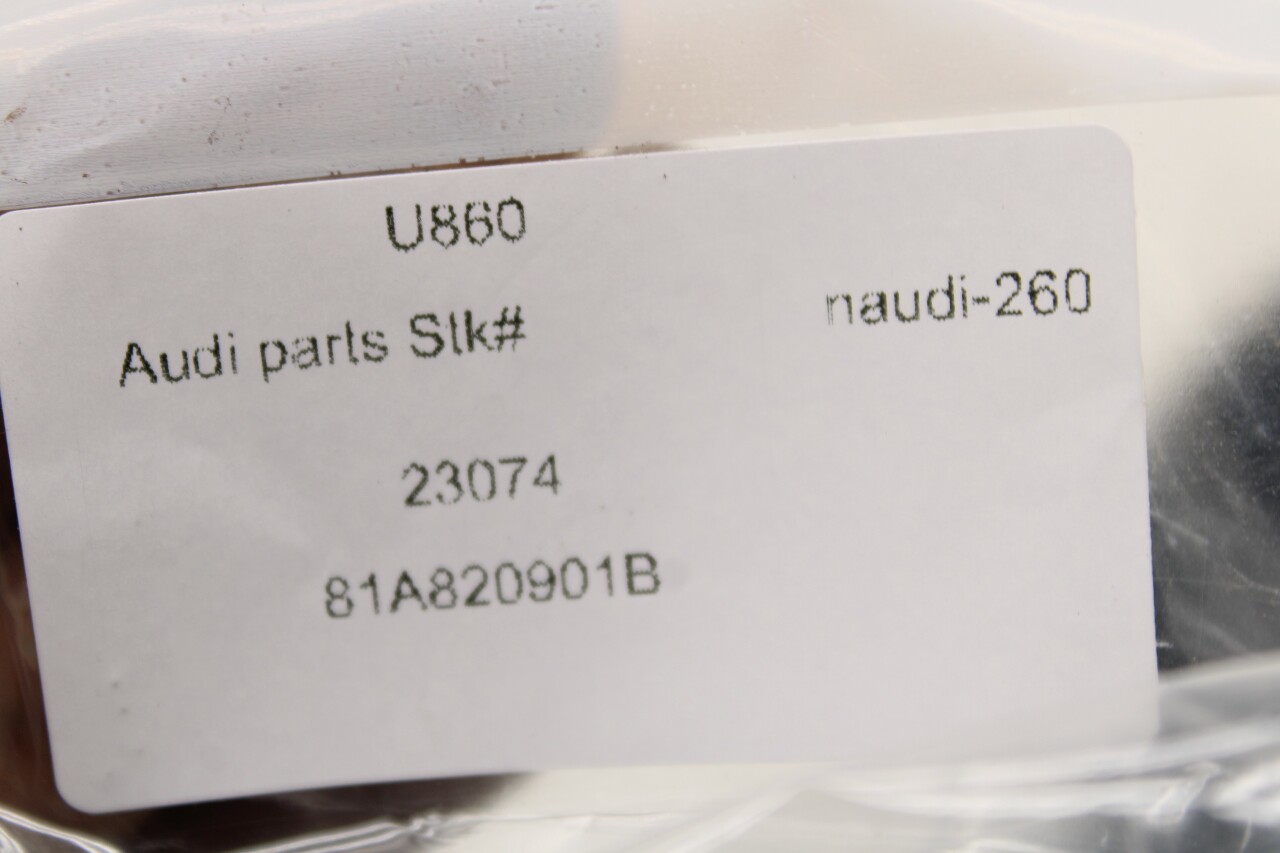 U860
naudi-260
Audi parts Stk#
23074
81A820901B